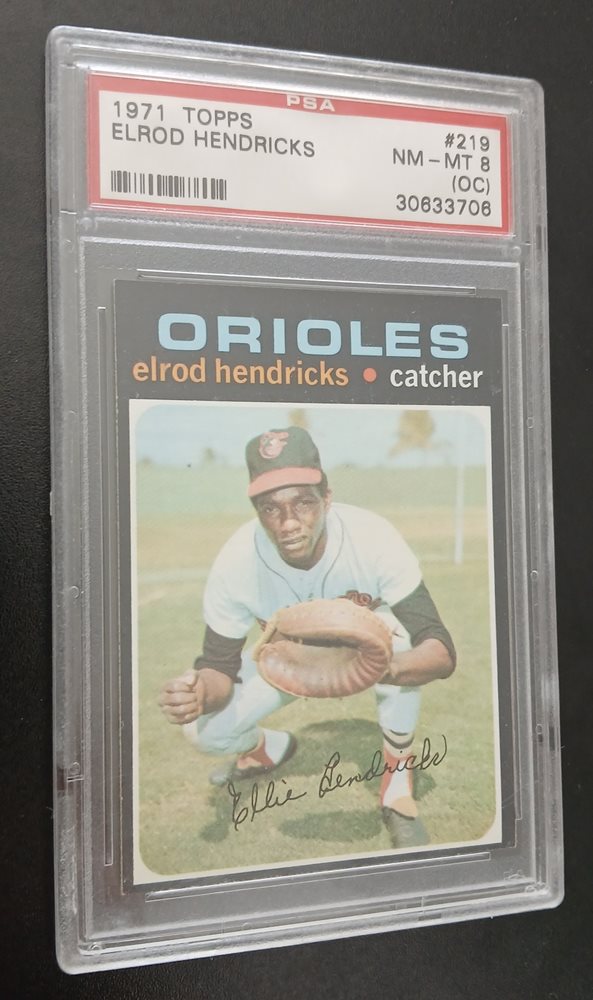 PSA
1971 TOPPS #219
ELROD HENDRICKS NM-MT 8
(OC)
30633706
ORIOLES
elrod hendricks • catcher
Ellie Hendricks